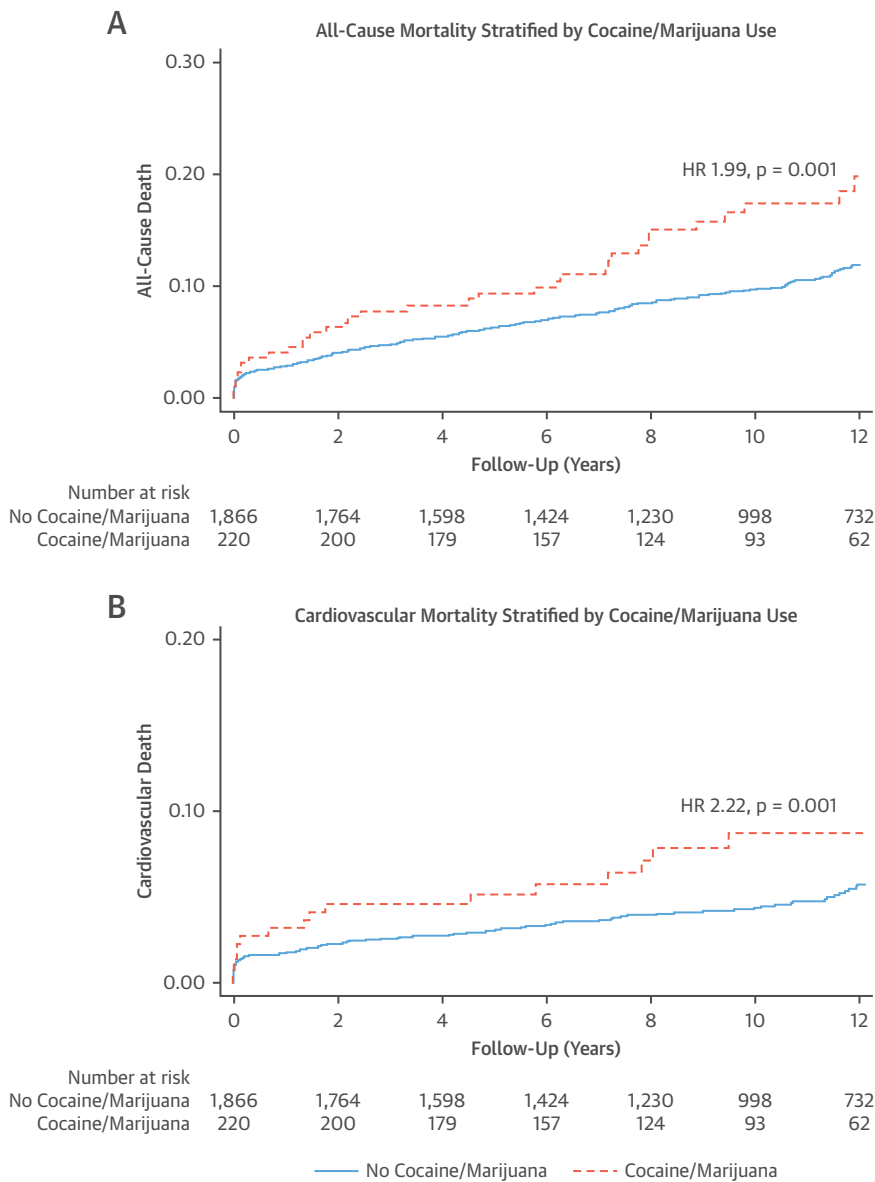 A
All-Cause Mortality Stratified by Cocaine/Marijuana Use
0.30
0.20
0.10
0.00
All-Cause Death
HR 1.99, p = 0.001
0 2 4 6 8 10 12
Follow-Up (Years)
Number at risk
No Cocaine/Marijuana 1,866 1,764 1,598 1,424 1,230 998 732
Cocaine/Marijuana 220 200 179 157 124 93 62
B
Cardiovascular Mortality Stratified by Cocaine/Marijuana Use
0.20
0.10
0.00
Cardiovascular Death
HR 2.22, p = 0.001
0 2 4 6 8 10 12
Follow-Up (Years)
Number at risk
No Cocaine/Marijuana 1,866 1,764 1,598 1,424 1,230 998 732
Cocaine/Marijuana 220 200 179 157 124 93 62
No Cocaine/Marijuana Cocaine/Marijuana